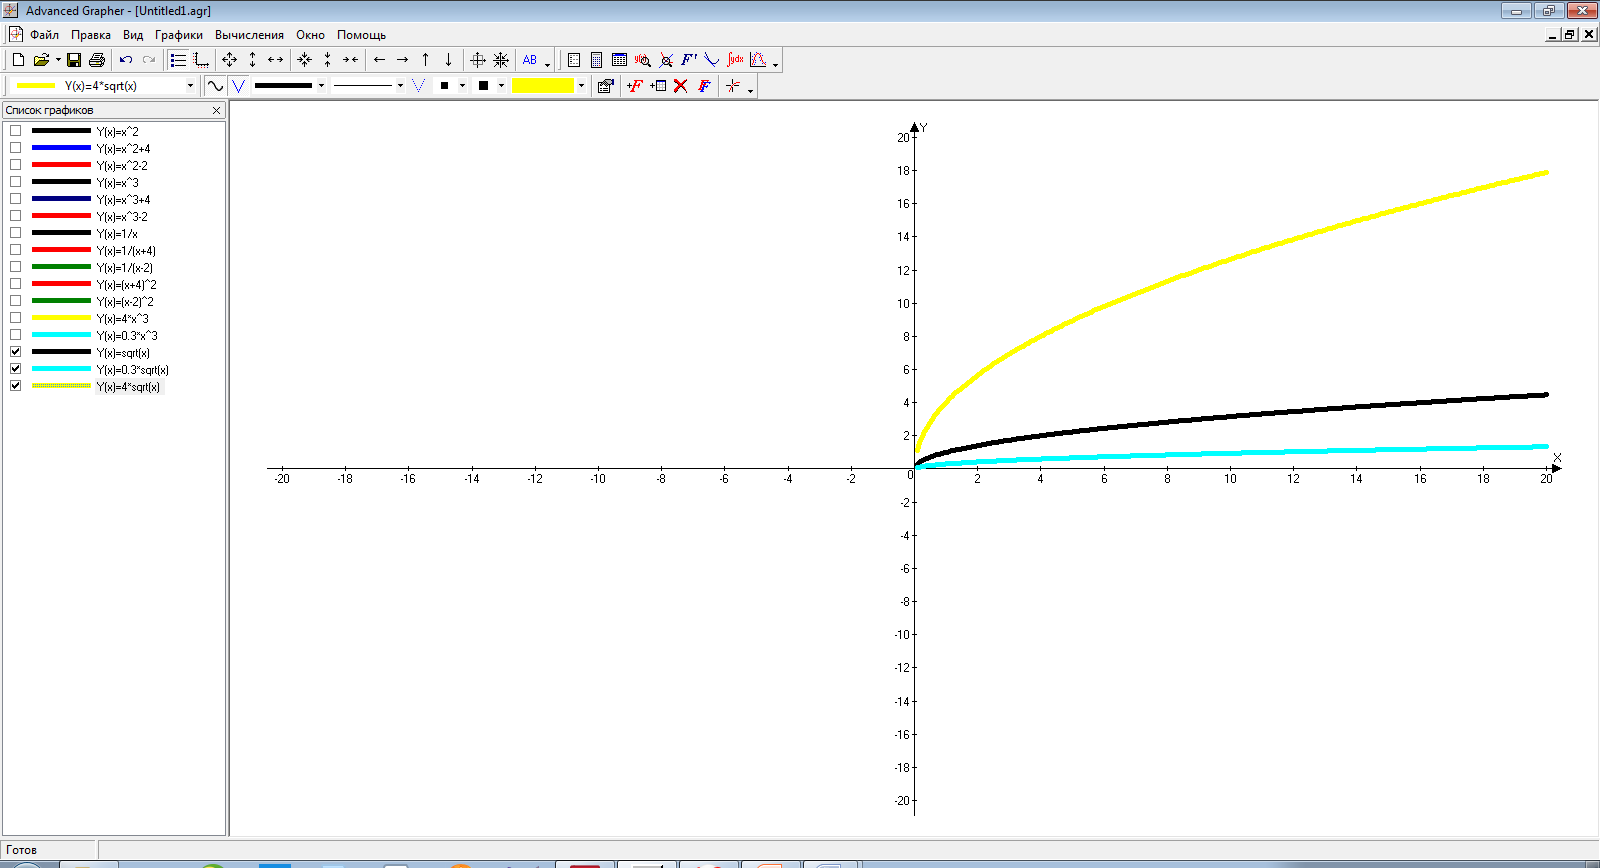 Advanced Grapher - [Untitled1.agr]
Файл Правка Вид Графики Вычисления Окно Помощь
AB
Y(x)=4*sqrt(x)
Список графиков
Y(x)=x^2
Y(x)=x^2+4
Y(x)=x^2-2
Y(x)=x^3
Y(x)=x^3+4
Y(x)=x^3-2
Y(x)=1/x
Y(x)=1/(x+4)
Y(x)=1/(x-2)
Y(x)=(x+4)^2
Y(x)=(x-2)^2
Y(x)=4*x^3
Y(x)=0.3*x^3
Y(x)=sqrt(x)
Y(x)=0.3*sqrt(x)
Y(x)=4*sqrt(x)
Y
20
18
16
14
12
10
8
6
4
2
X
-20 -18 -16 -14 -12 -10 -8 -6 -4 -2 0 2 4 6 8 10 12 14 16 18 20
-2
-4
-6
-8
-10
-12
-14
-16
-18
-20
Готов